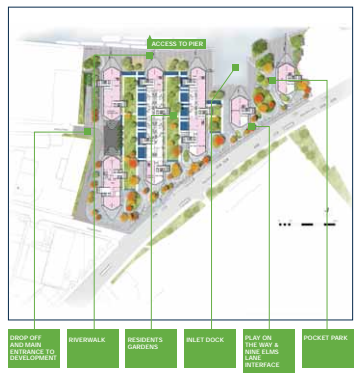 ACCESS TO PIER
DROP OFF
AND MAIN
ENTRANCE TO
DEVELOPMENT
RIVERWALK
RESIDENTS
GARDENS
INLET DOCK
PLAY ON
THE WAY &
NINE ELMS
LANE
INTERFACE
POCKET PARK